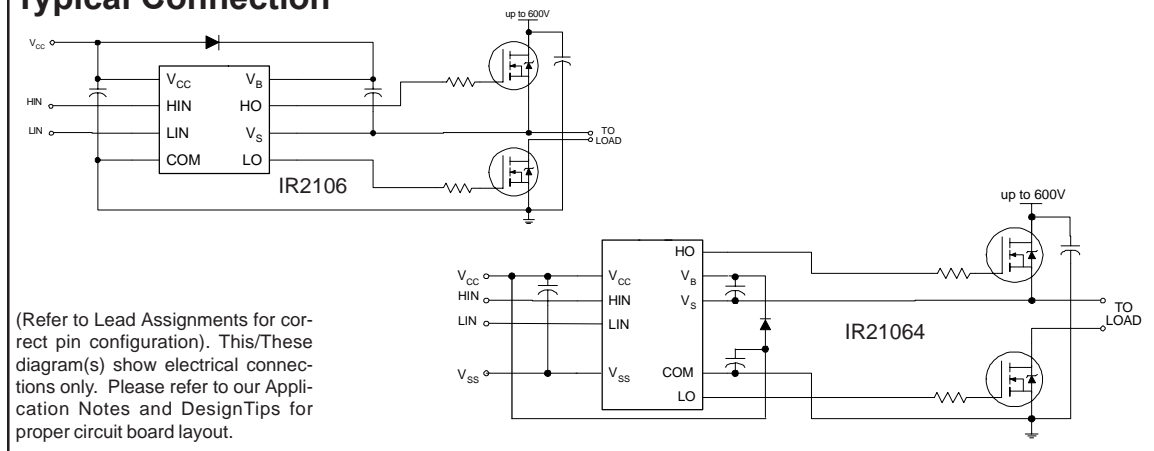 Typical Connection
up to 600V
VCC
VCC VB
HIN HIN HO
LIN LIN VS TO
LOAD
COM LO
IR2106
up to 600V
HO
VCC VCC VB
HIN HIN VS TO
LOAD
LIN LIN IR21064
VSS VSS COM
LO
(Refer to Lead Assignments for cor-
rect pin configuration). This/These
diagram(s) show electrical connec-
tions only. Please refer to our Appli-
cation Notes and DesignTips for
proper circuit board layout.